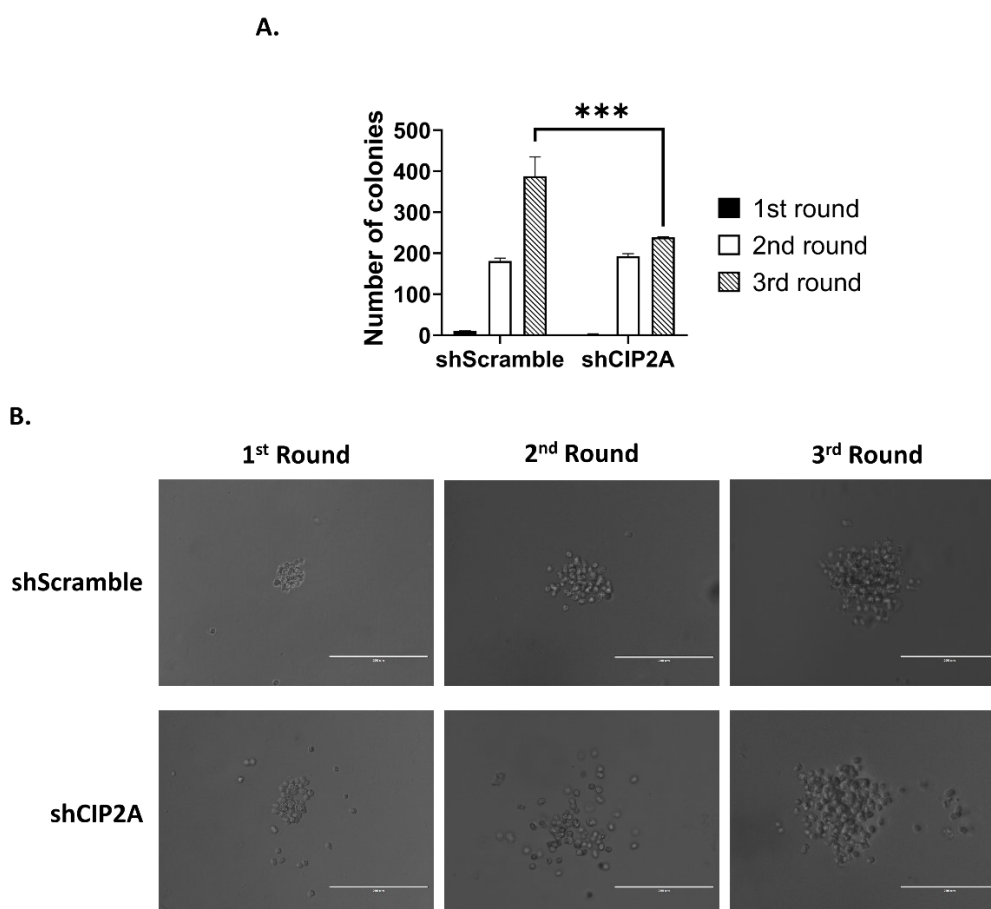 A.
***
500
400
300
200
100
0
Number of colonies
shScramble
shCIP2A
1st round
2nd round
3rd round
B.
1st Round
2nd Round
3rd Round
shScramble
shCIP2A